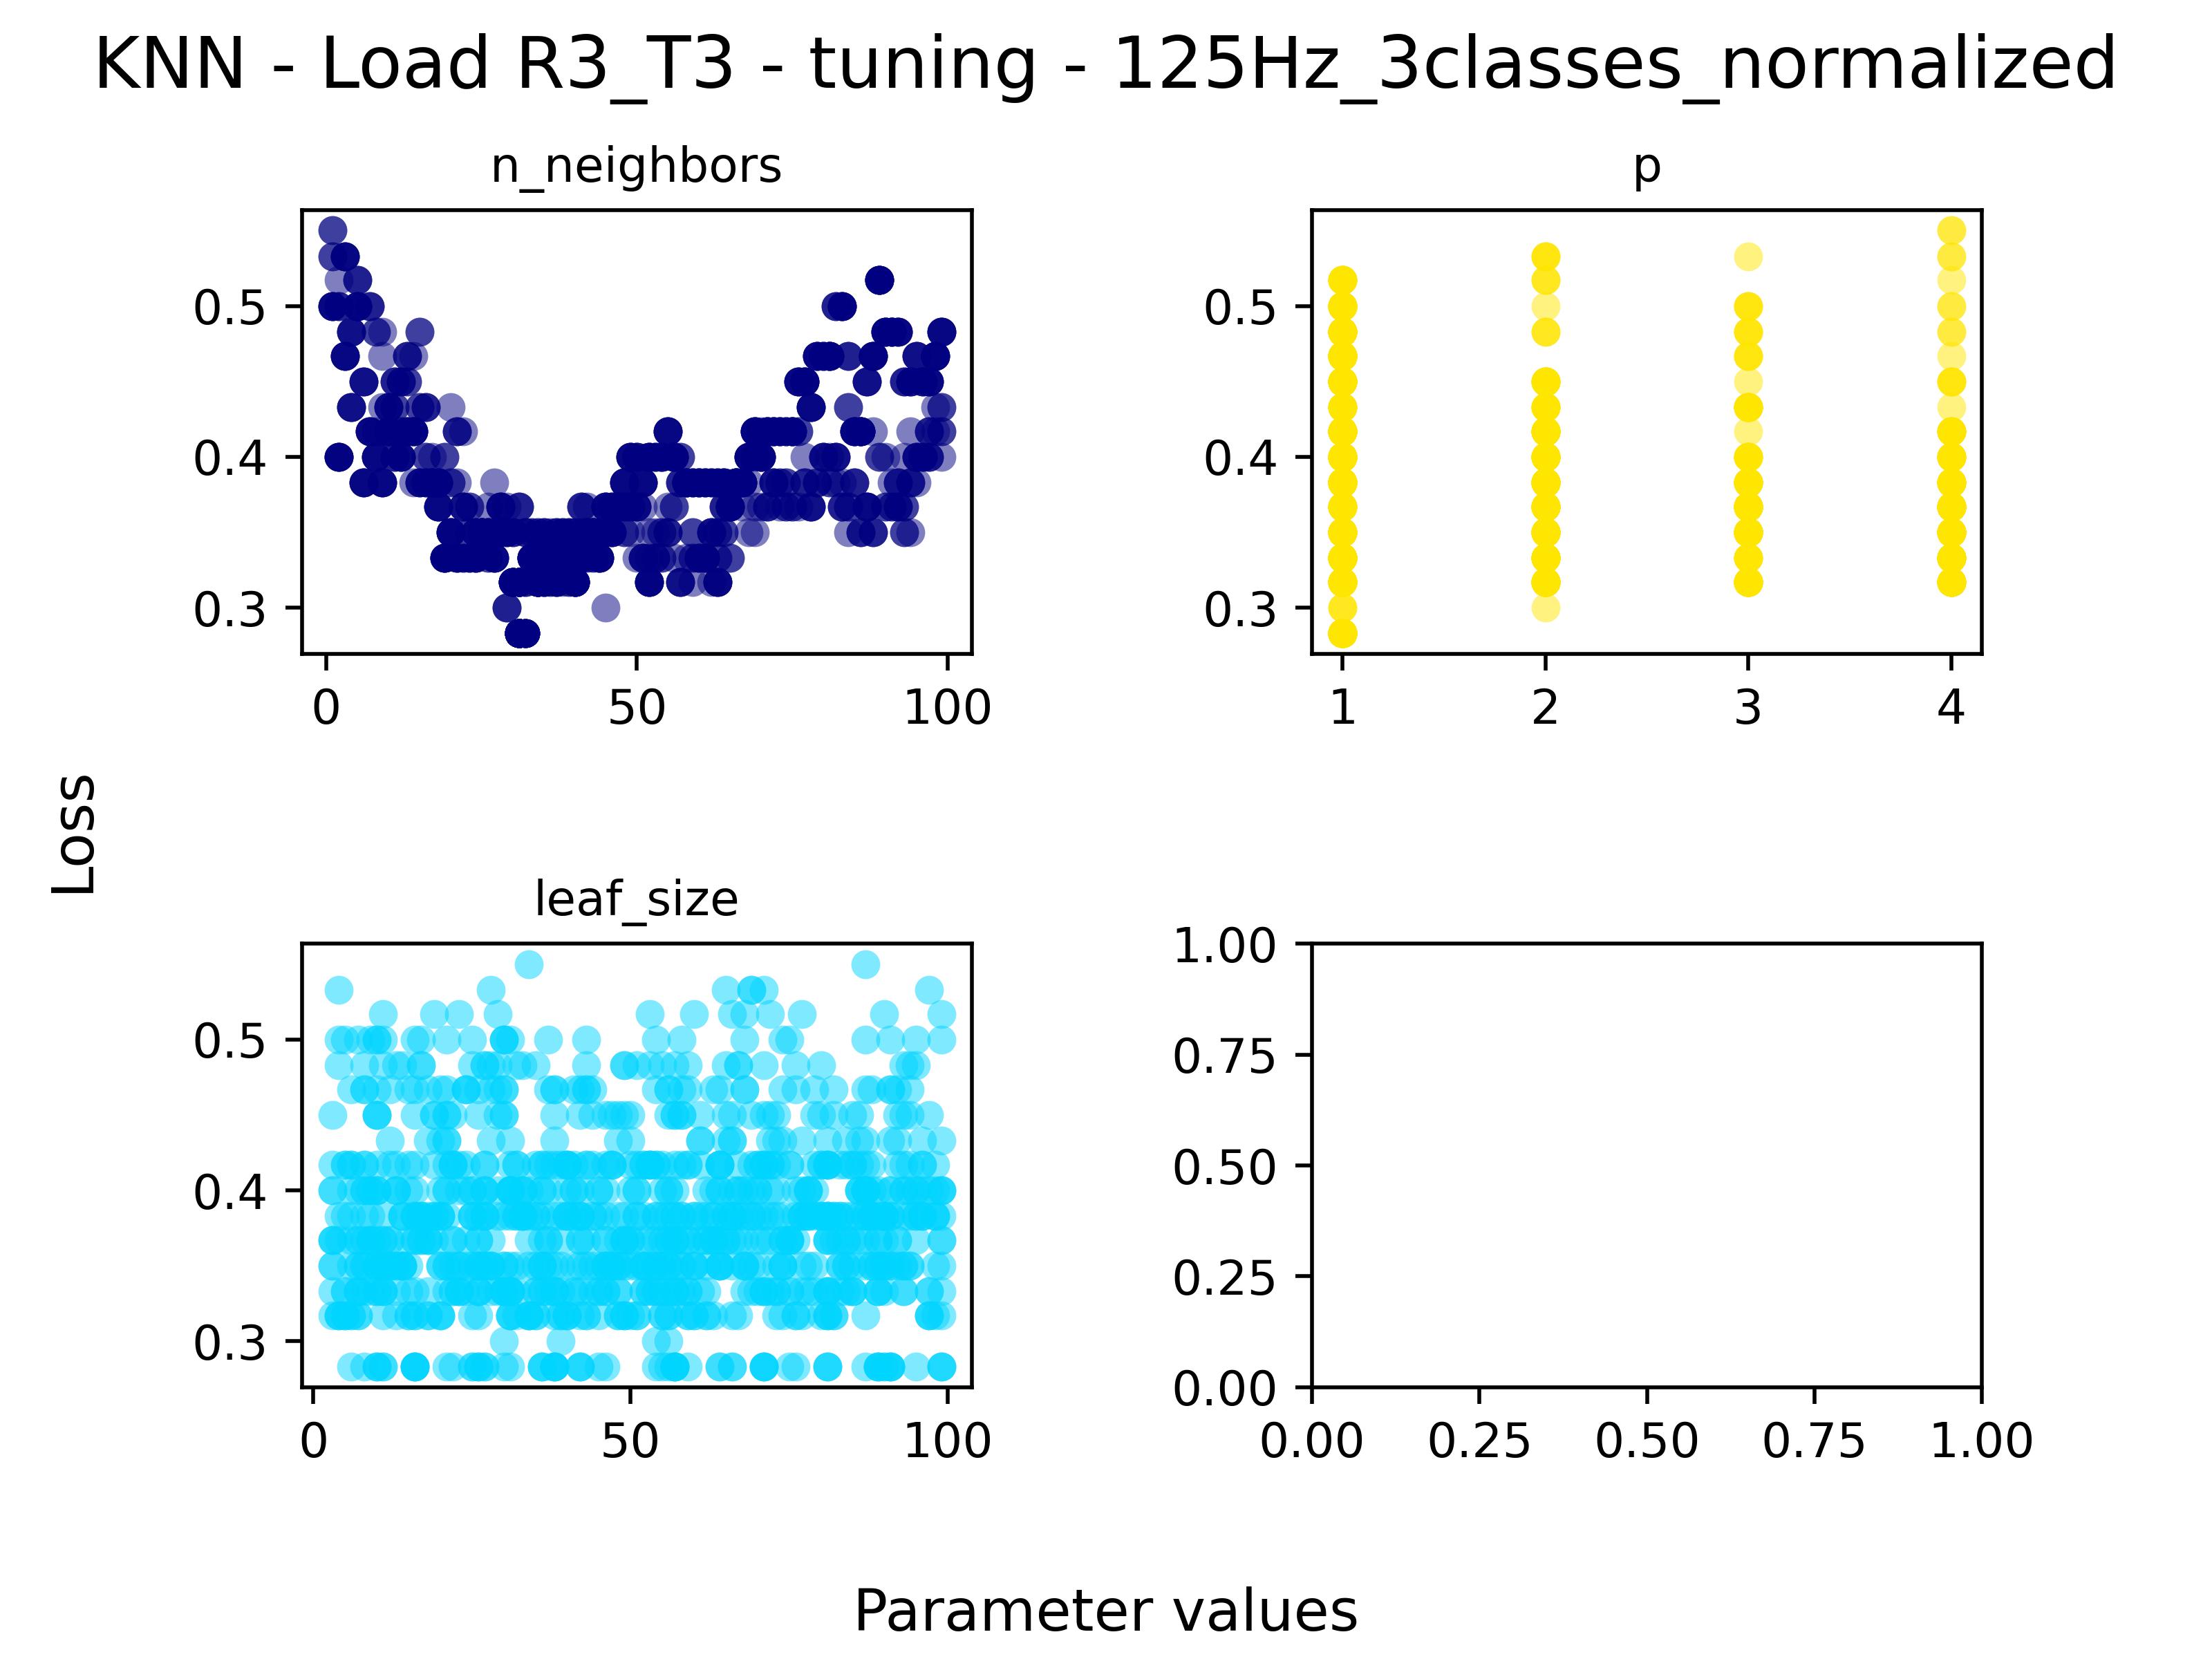 KNN - Load R3_T3 - tuning - 125Hz_3classes_normalized
n_neighbors
0.5
0.4
0.3
0 50 100
p
0.5
0.4
0.3
1 2 3 4
Loss
leaf_size
0.5
0.4
0.3
0 50 100
1.00
0.75
0.50
0.25
0.00
0.00 0.25 0.50 0.75 1.00
Parameter values